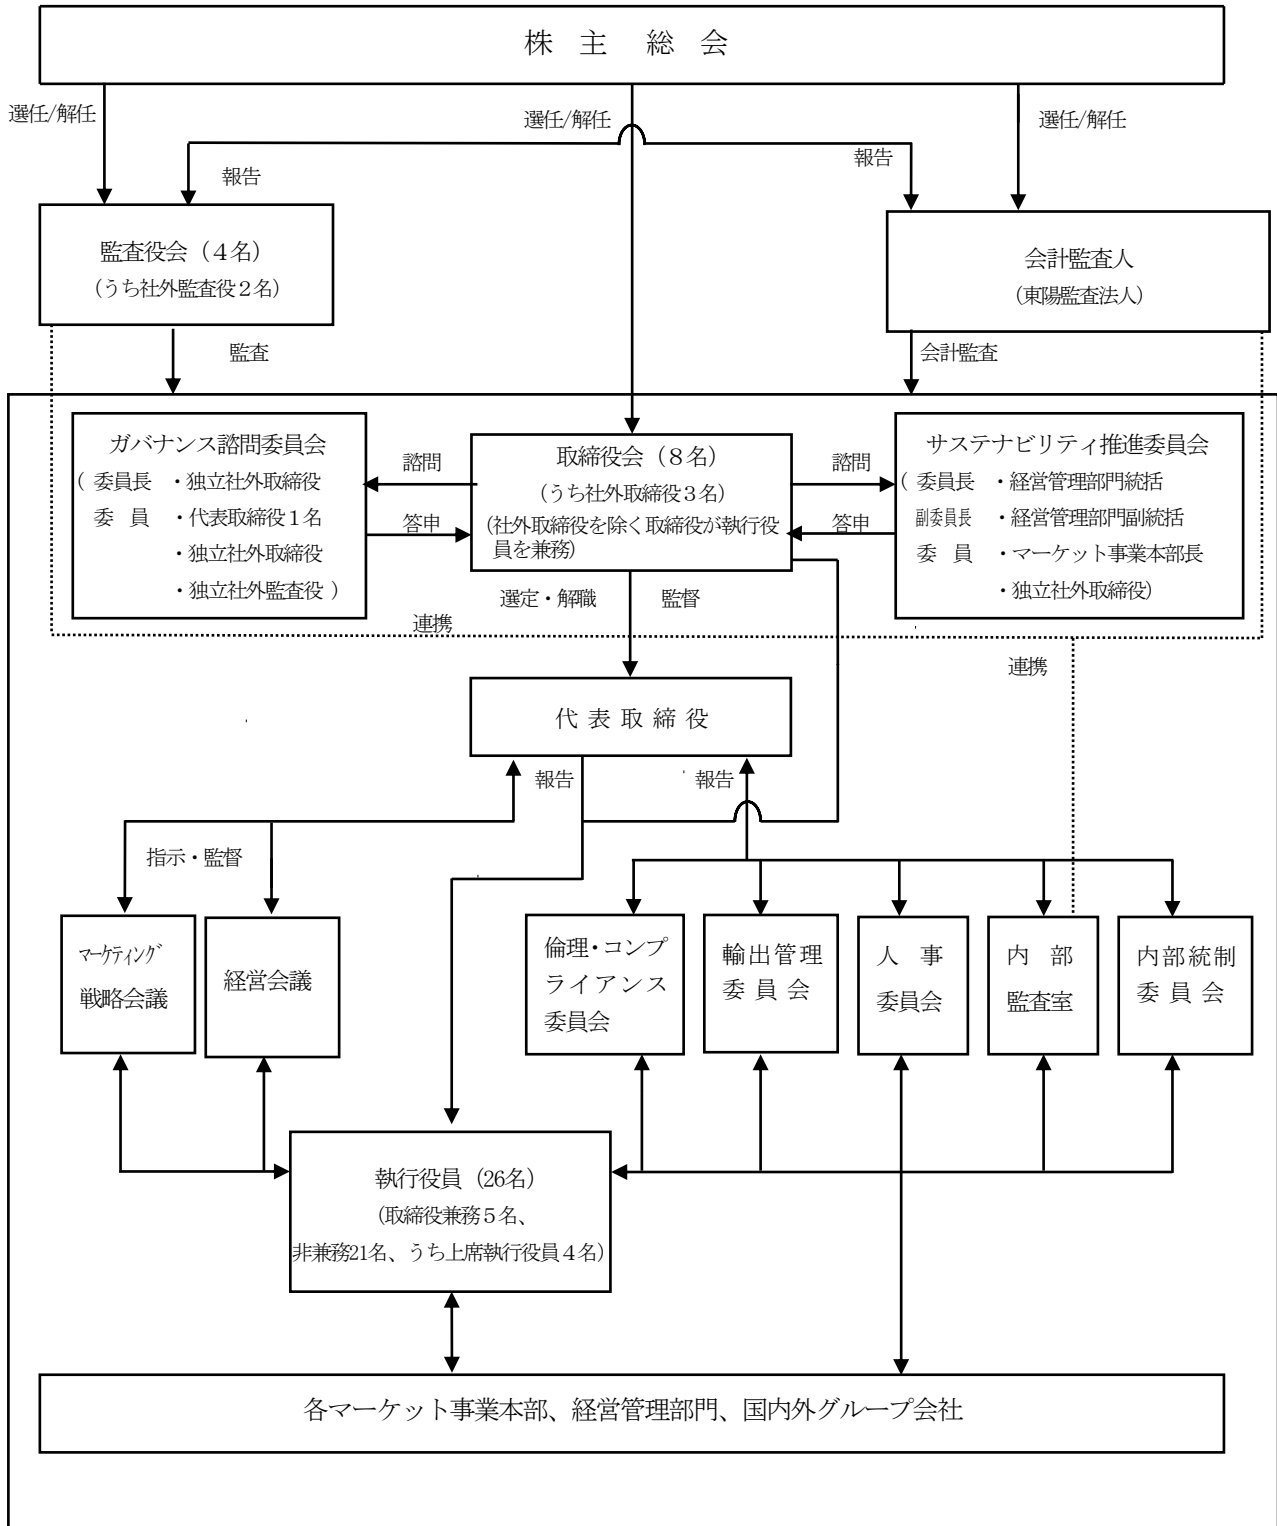 株 主 総 会
選任/解任
選任/解任
選任/解任
報告
報告
監査役会（４名）
（うち社外監査役２名）
会計監査人
（東陽監査法人）
監査
会計監査
ガバナンス諮問委員会
（ 委員長 ・独立社外取締役
委 員 ・代表取締役１名
・独立社外取締役
・独立社外監査役 ）
諮問
答申
取締役会（８名）
（うち社外取締役３名）
（社外取締役を除く取締役が執行役
員を兼務）
諮問
答申
サステナビリティ推進委員会
（ 委員長 ・経営管理部門統括
副委員長 ・経営管理部門副統括
委 員 ・マーケット事業本部長
・独立社外取締役）
選定・解職
監督
連携
連携
代 表 取 締 役
報告
報告
指示・監督
マーケティング
戦略会議
経営会議
倫理・コンプ
ライアンス
委員会
輸出管理
委 員 会
人 事
委員会
内 部
監査室
内部統制
委 員 会
執行役員（26名）
（取締役兼務５名、
非兼務21名、うち上席執行役員４名）
各マーケット事業本部、経営管理部門、国内外グループ会社